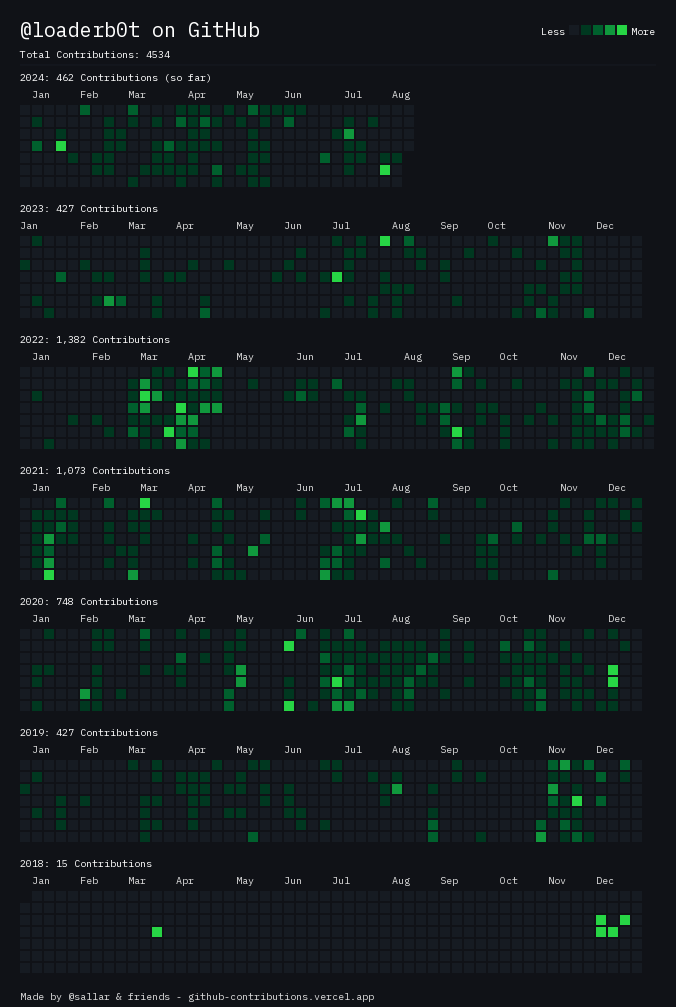 @loaderb0t on GitHub
Less More
Total Contributions: 4534
2024: 462 Contributions (so far)
Jan Feb Mar Apr May Jun Jul Aug
2023: 427 Contributions
Jan Feb Mar Apr May Jun Jul Aug Sep Oct Nov Dec
2022: 1,382 Contributions
Jan Feb Mar Apr May Jun Jul Aug Sep Oct Nov Dec
2021: 1,073 Contributions
Jan Feb Mar Apr May Jun Jul Aug Sep Oct Nov Dec
2020: 748 Contributions
Jan Feb Mar Apr May Jun Jul Aug Sep Oct Nov Dec
2019: 427 Contributions
Jan Feb Mar Apr May Jun Jul Aug Sep Oct Nov Dec
2018: 15 Contributions
Jan Feb Mar Apr May Jun Jul Aug Sep Oct Nov Dec
Made by @sallar & friends - github-contributions.vercel.app